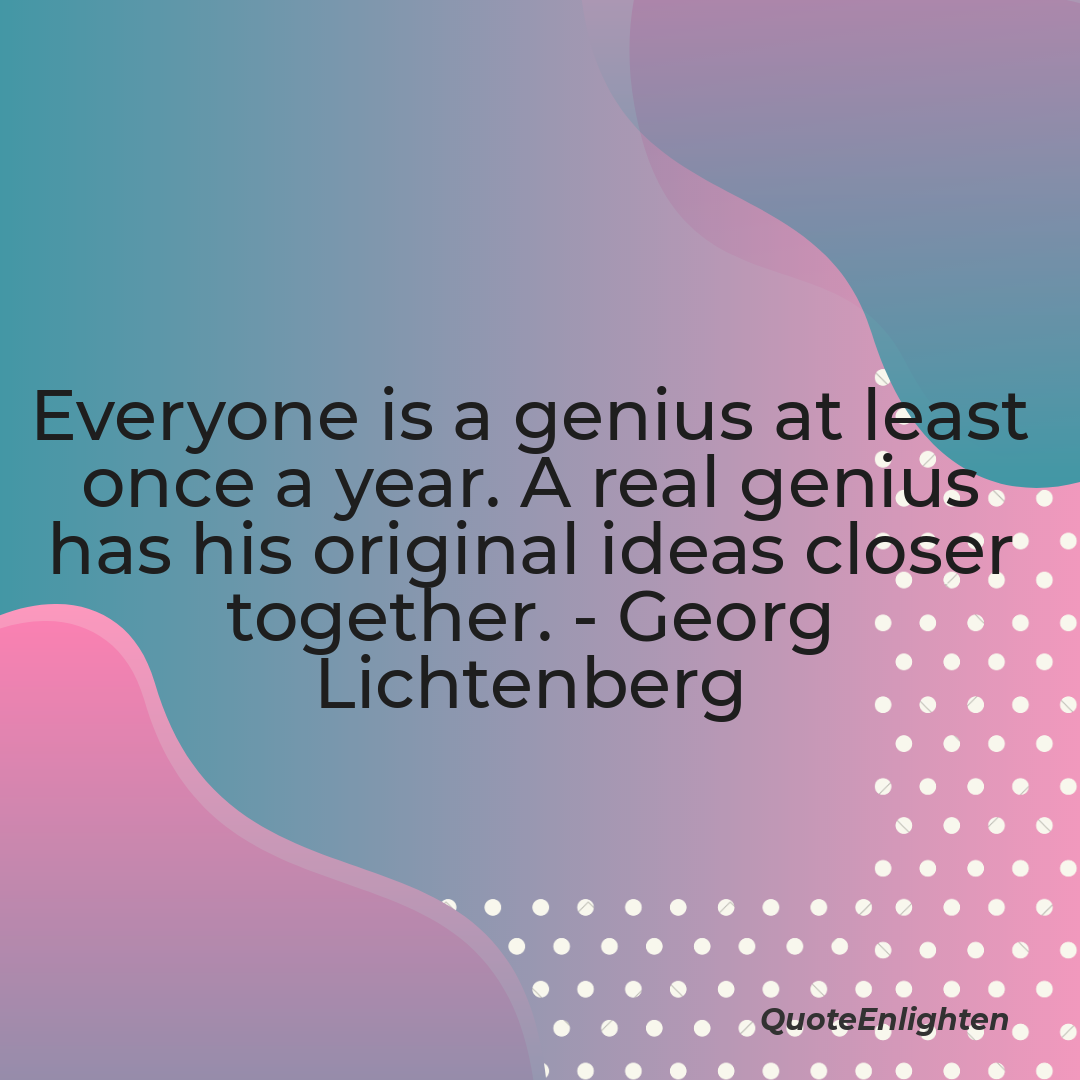 Everyone is a genius at least
once a year. A real genius
has his original ideas closer
together. - Georg
Lichtenberg
QuoteEnlighten